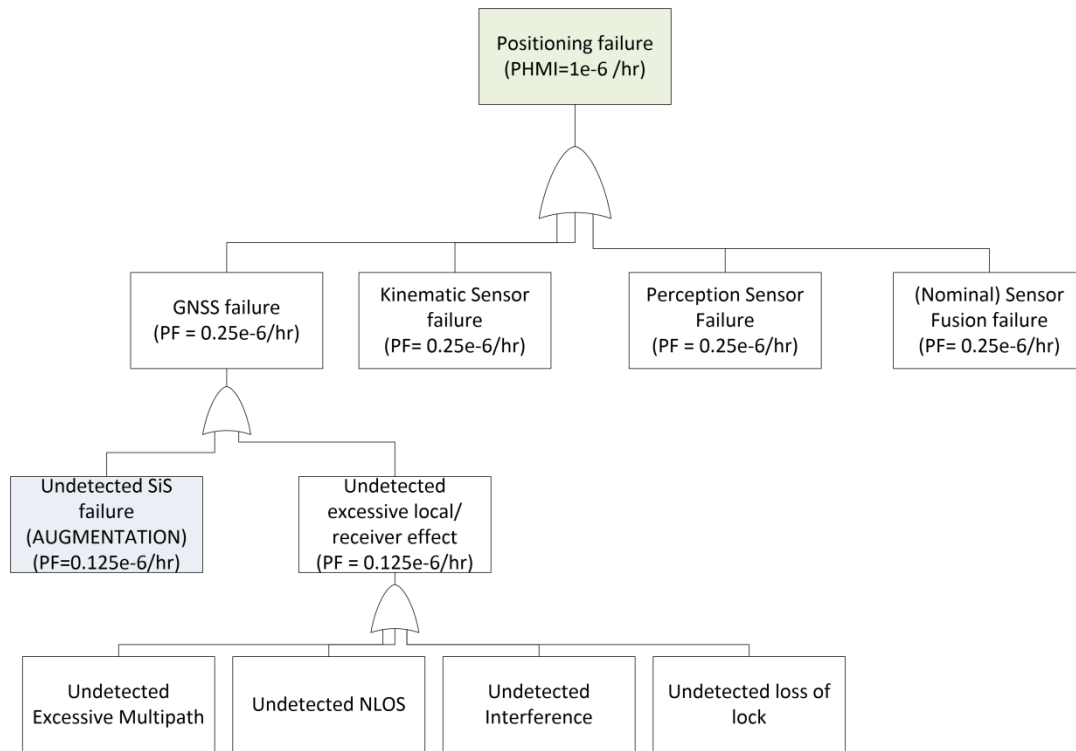 Positioning failure
(PHMI=1e-6 /hr)
GNSS failure
(PF = 0.25e-6/hr)
Kinematic Sensor
failure
(PF= 0.25e-6/hr)
Perception Sensor
Failure
(PF = 0.25e-6/hr)
(Nominal) Sensor
Fusion failure
(PF= 0.25e-6/hr)
Undetected SiS
failure
(AUGMENTATION)
(PF=0.125e-6/hr)
Undetected
excessive local/
receiver effect
(PF = 0.125e-6/hr)
Undetected
Excessive Multipath
Undetected NLOS
Undetected
Interference
Undetected loss of
lock